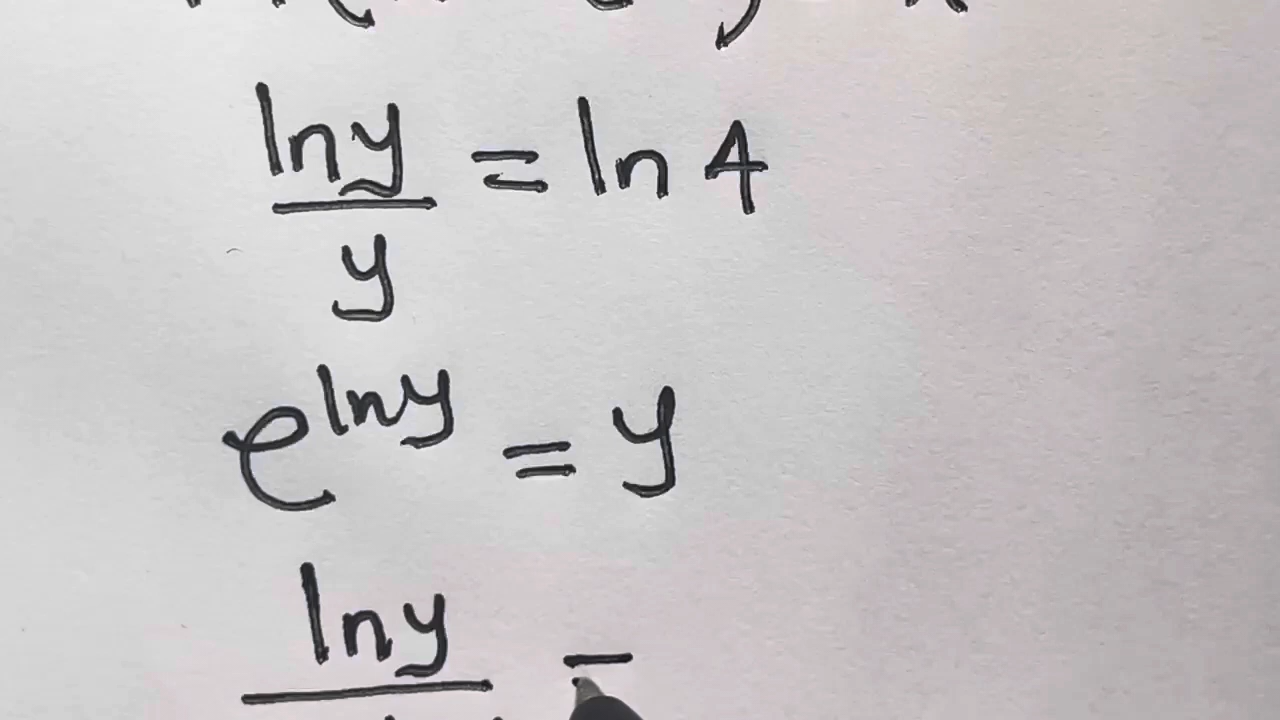 ln y / y = ln 4
e^ln y = y
ln y